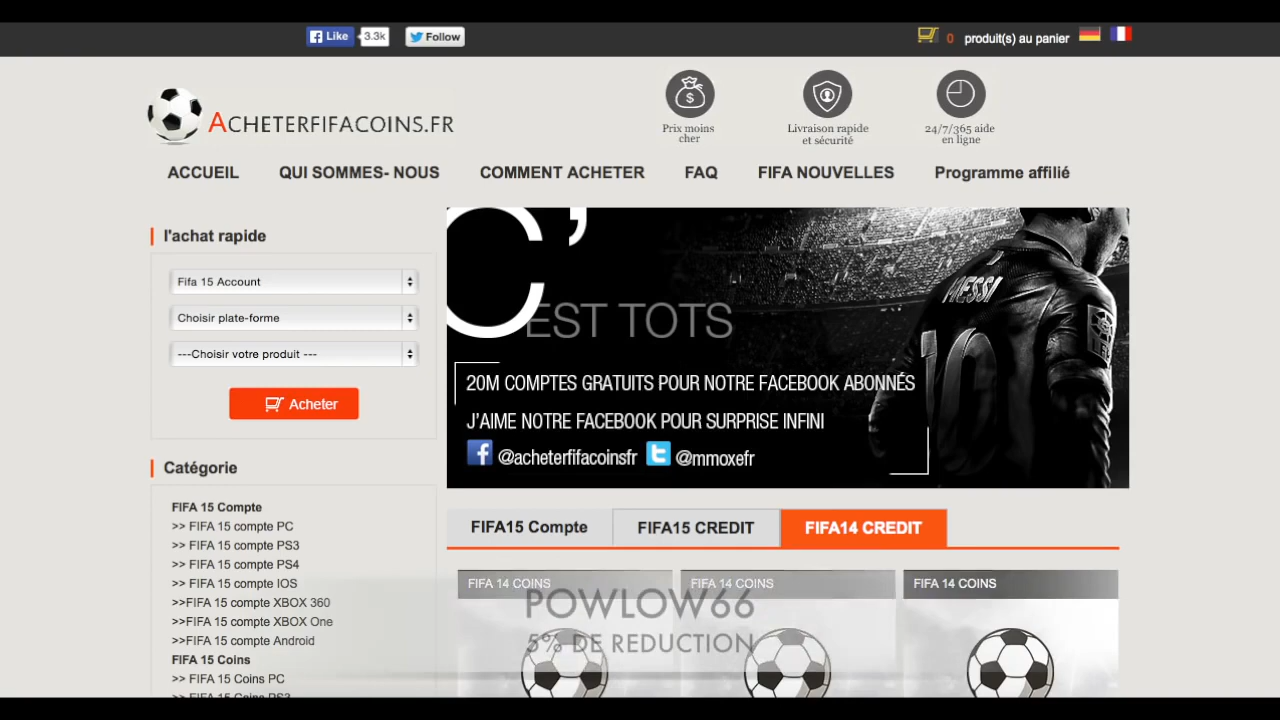 Like 3.3k Follow
0 produit(s) au panier
ACHETERFIFACOINS.FR
$
Prix moins
cher
Livraison rapide
et sécurité
24/7/365 aide
en ligne
ACCUEIL QUI SOMMES- NOUS COMMENT ACHETER FAQ FIFA NOUVELLES Programme affilié
l'achat rapide
Fifa 15 Account
Choisir plate-forme
---Choisir votre produit ---
Acheter
C'
EST TOTS
MESSI
10
20M COMPTES GRATUITS POUR NOTRE FACEBOOK ABONNÉS
J'AIME NOTRE FACEBOOK POUR SURPRISE INFINI
@acheterfifacoinsfr @mmoxefr
Catégorie
FIFA 15 Compte
>> FIFA 15 compte PC
>> FIFA 15 compte PS3
>> FIFA 15 compte PS4
>> FIFA 15 compte IOS
>>FIFA 15 compte XBOX 360
>>FIFA 15 compte XBOX One
>>FIFA 15 compte Android
FIFA 15 Coins
>> FIFA 15 Coins PC
>> FIFA 15 Coins PS3
FIFA15 Compte FIFA15 CREDIT FIFA14 CREDIT
FIFA 14 COINS FIFA 14 COINS FIFA 14 COINS
POWLOW66
5% DE REDUCTION